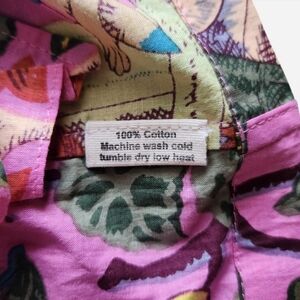 100% Cotton
Machine wash cold
tumble dry low heat